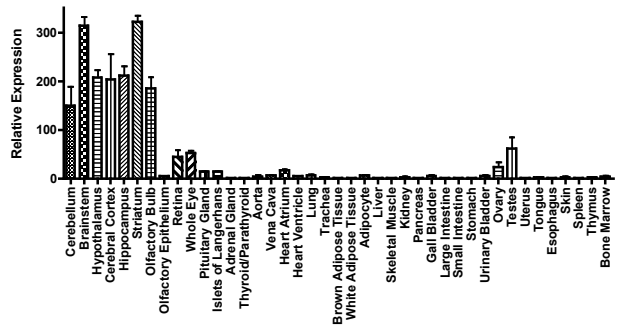 Relative Expression
300
200
100
0
Cerebellum
Brainstem
Hypothalamus
Cerebral Cortex
Hippocampus
Striatum
Olfactory Bulb
Olfactory Epithelium
Retina
Whole Eye
Pituitary Gland
Islets of Langerhans
Adrenal Gland
Thyroid/Parathyroid
Aorta
Vena Cava
Heart Atrium
Heart Ventricle
Lung
Trachea
Brown Adipose Tissue
White Adipose Tissue
Adipocyte
Liver
Skeletal Muscle
Kidney
Pancreas
Gall Bladder
Large Intestine
Small Intestine
Stomach
Urinary Bladder
Ovary
Testes
Uterus
Tongue
Esophagus
Skin
Spleen
Thymus
Bone Marrow